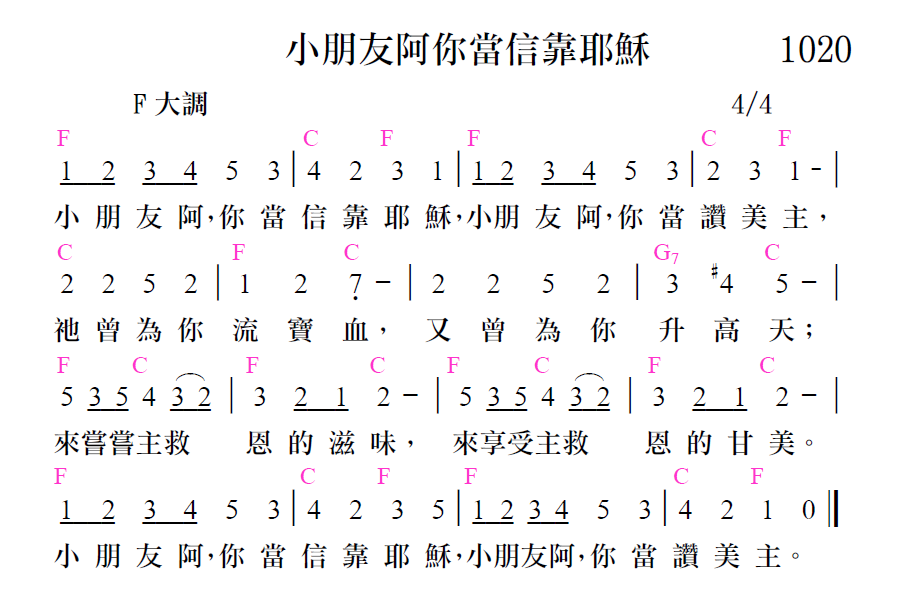 小朋友阿你當信靠耶穌 1020
F 大調 4/4
F C F F C F
1 2 3 4 5 3 | 4 2 3 1 | 1 2 3 4 5 3 | 2 3 1 - |
小朋友阿,你當信靠耶穌,小朋友阿,你當讚美主,
C F C G7 C
2 2 5 2 | 1 2 7̣ - | 2 2 5 2 | 3 #4 5 - |
祂曾為你流寶血,又曾為你升高天;
F C F C F C F C
5 3 5 4 3 2 | 3 2 1 2 - | 5 3 5 4 3 2 | 3 2 1 2 - |
來嘗嘗主救恩的滋味,來享受主救恩的甘美。
F C F F C F
1 2 3 4 5 3 | 4 2 3 5 | 1 2 3 4 5 3 | 4 2 1 0 ||
小朋友阿,你當信靠耶穌,小朋友阿,你當讚美主。